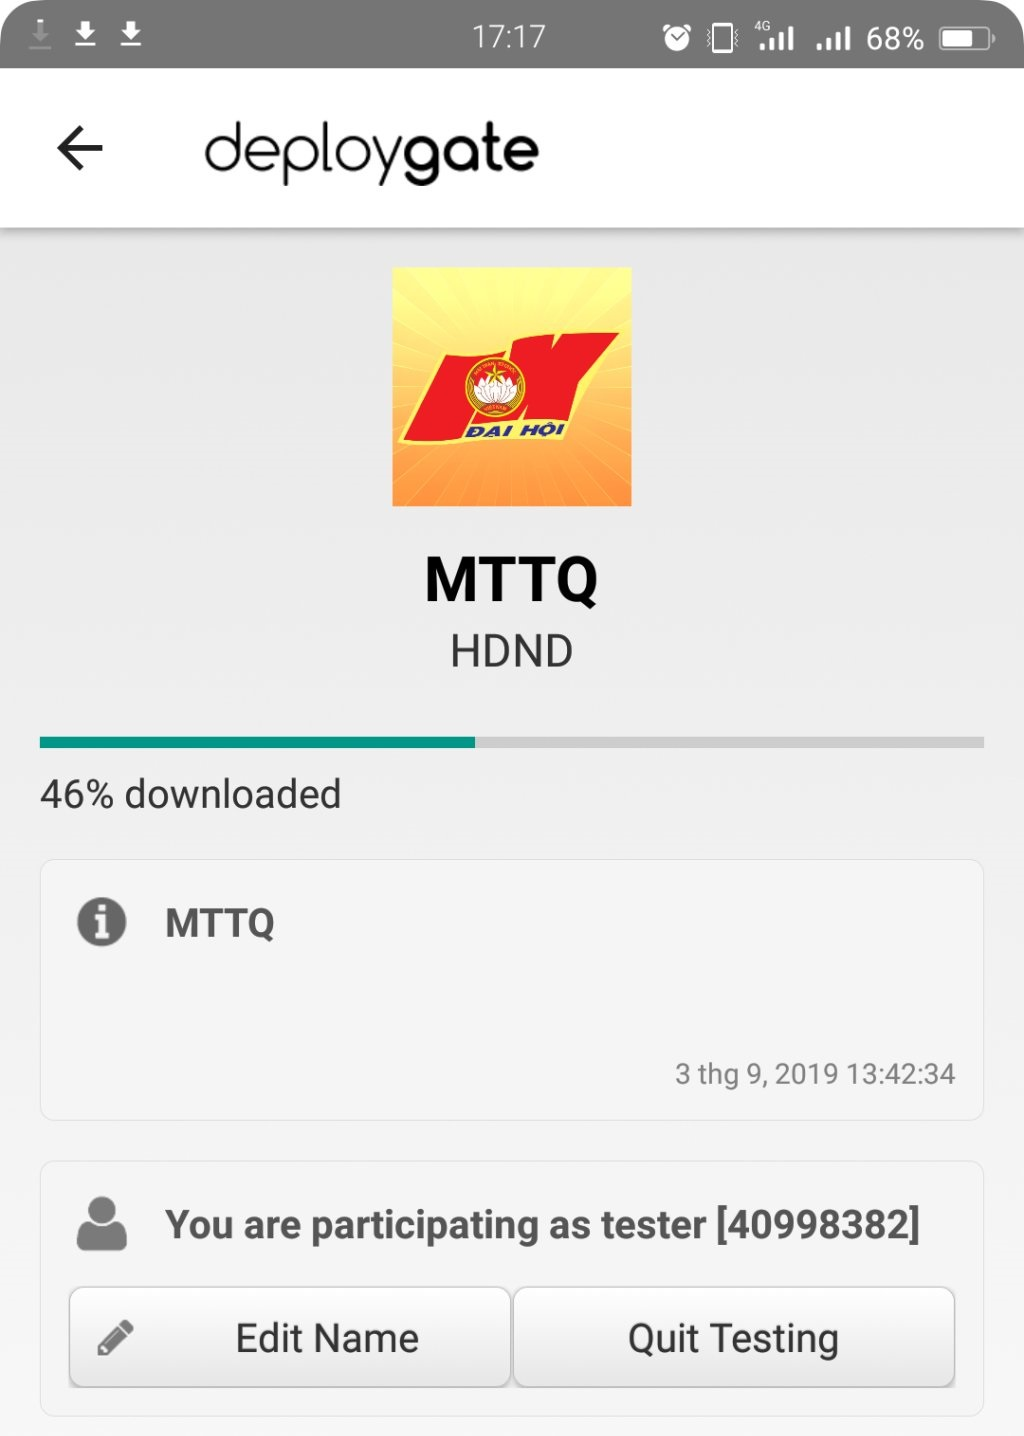 17:17
4G
68%
deploygate
ĐẠI HỘI
MTTQ
HDND
46% downloaded
MTTQ
3 thg 9, 2019 13:42:34
You are participating as tester [40998382]
Edit Name
Quit Testing